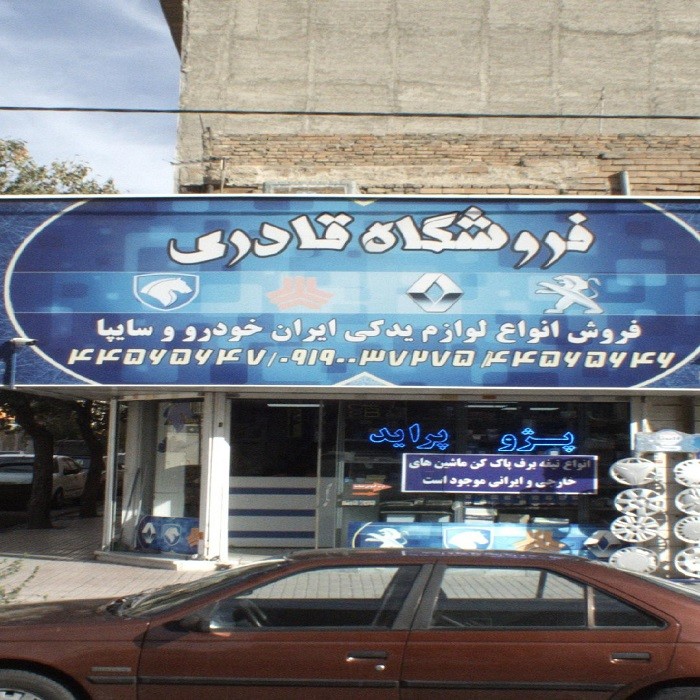 فروشگاه قادری
فروش انواع لوازم یدکی ایران خودرو و سایپا
۴۴۵۶۵۶۴۷/۰۹۱۹۰۰۳۷۲۷۵/۴۴۵۶۵۶۴۶
پژو پراید
انواع تیغه برف پاک کن ماشین های
خارجی و ایرانی موجود است